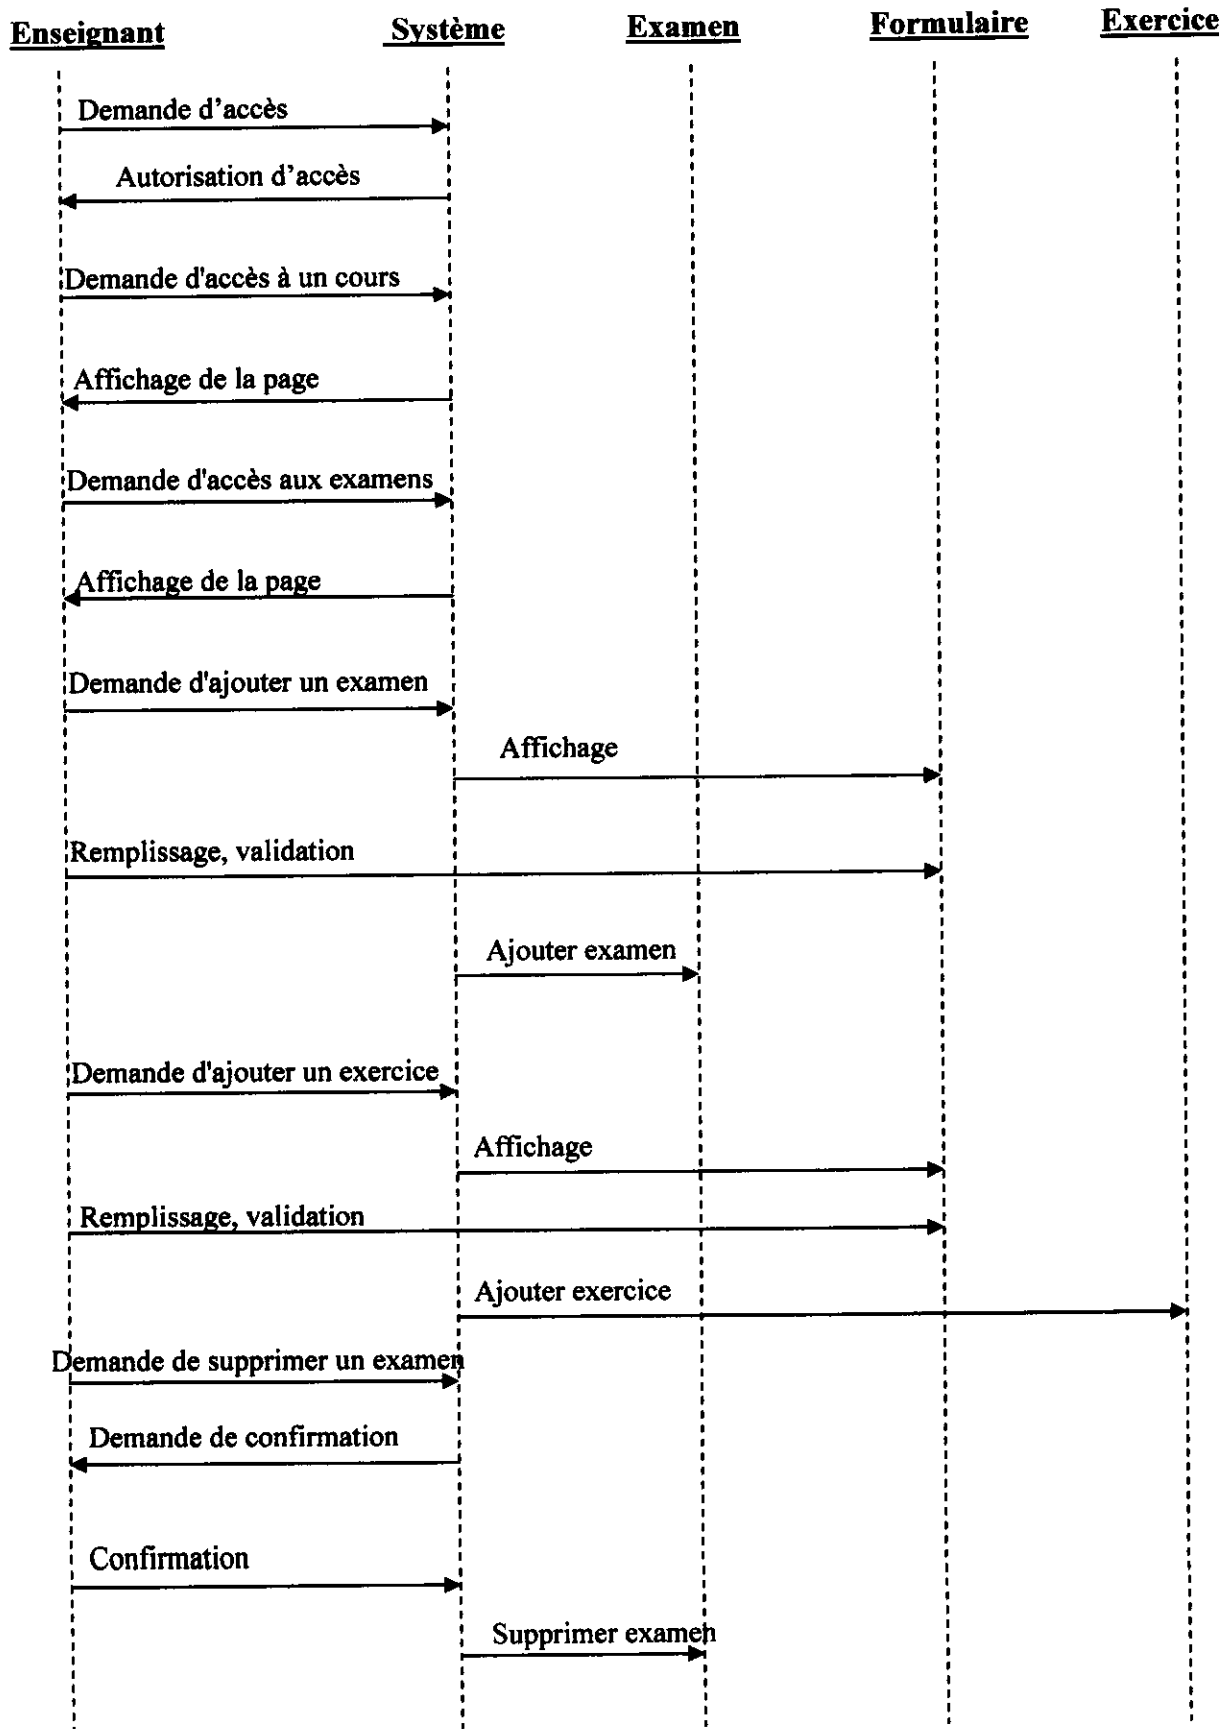 Enseignant Système Examen Formulaire Exercice
Demande d’accès
Autorisation d’accès
Demande d'accès à un cours
Affichage de la page
Demande d'accès aux examens
Affichage de la page
Demande d'ajouter un examen
Affichage
Remplissage, validation
Ajouter examen
Demande d'ajouter un exercice
Affichage
Remplissage, validation
Ajouter exercice
Demande de supprimer un examen
Demande de confirmation
Confirmation
Supprimer examen